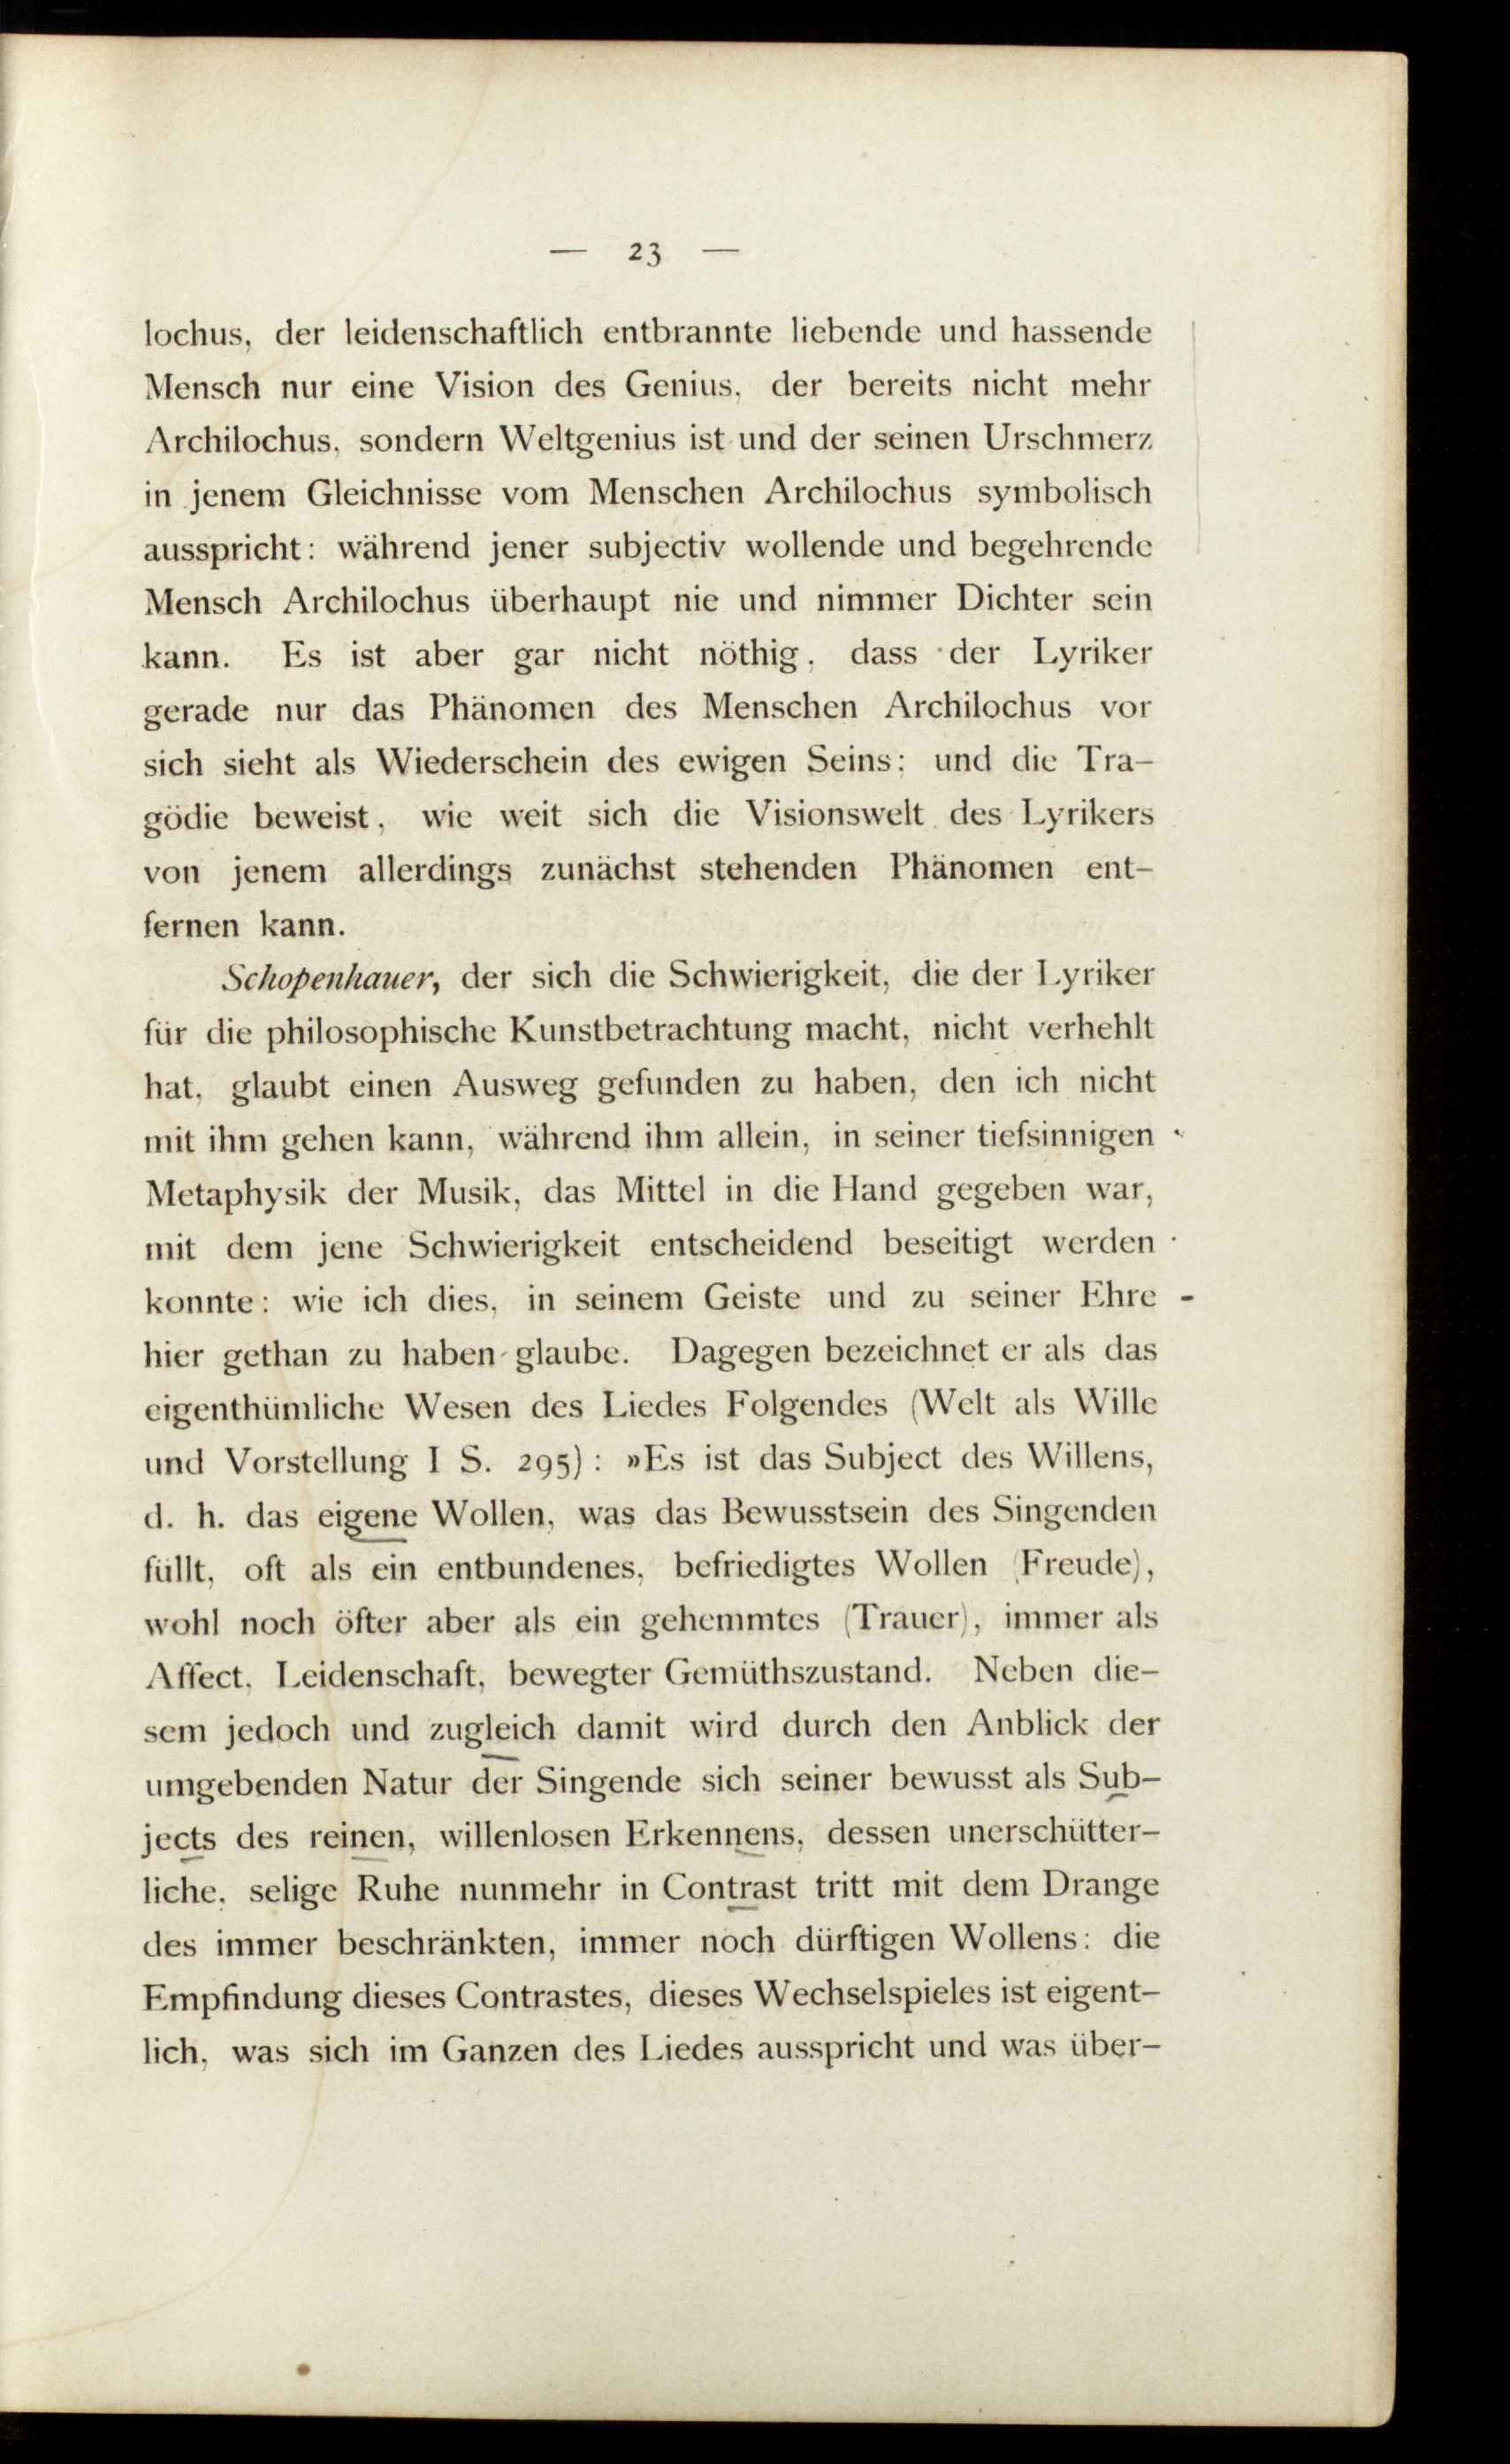 — 23 —
lochus, der leidenschaftlich entbrannte liebende und hassende
Mensch nur eine Vision des Genius, der bereits nicht mehr
Archilochus, sondern Weltgenius ist und der seinen Urschmerz
in jenem Gleichnisse vom Menschen Archilochus symbolisch
ausspricht: während jener subjectiv wollende und begehrende
Mensch Archilochus überhaupt nie und nimmer Dichter sein
kann. Es ist aber gar nicht nöthig, dass der Lyriker
gerade nur das Phänomen des Menschen Archilochus vor
sich sieht als Wiederschein des ewigen Seins; und die Tra-
gödie beweist, wie weit sich die Visionswelt des Lyrikers
von jenem allerdings zunächst stehenden Phänomen ent-
fernen kann.
Schopenhauer, der sich die Schwierigkeit, die der Lyriker
für die philosophische Kunstbetrachtung macht, nicht verhehlt
hat, glaubt einen Ausweg gefunden zu haben, den ich nicht
mit ihm gehen kann, während ihm allein, in seiner tiefsinnigen
Metaphysik der Musik, das Mittel in die Hand gegeben war,
mit dem jene Schwierigkeit entscheidend beseitigt werden
konnte: wie ich dies, in seinem Geiste und zu seiner Ehre
hier gethan zu haben glaube. Dagegen bezeichnet er als das
eigenthümliche Wesen des Liedes Folgendes (Welt als Wille
und Vorstellung I S. 295): »Es ist das Subject des Willens,
d. h. das eigene Wollen, was das Bewusstsein des Singenden
füllt, oft als ein entbundenes, befriedigtes Wollen (Freude),
wohl noch öfter aber als ein gehemmtes (Trauer), immer als
Affect, Leidenschaft, bewegter Gemüthszustand. Neben die-
sem jedoch und zugleich damit wird durch den Anblick der
umgebenden Natur der Singende sich seiner bewusst als Sub-
jects des reinen, willenlosen Erkennens, dessen unerschütter-
liche, selige Ruhe nunmehr in Contrast tritt mit dem Drange
des immer beschränkten, immer noch dürftigen Wollens: die
Empfindung dieses Contrastes, dieses Wechselspieles ist eigent-
lich, was sich im Ganzen des Liedes ausspricht und was über-